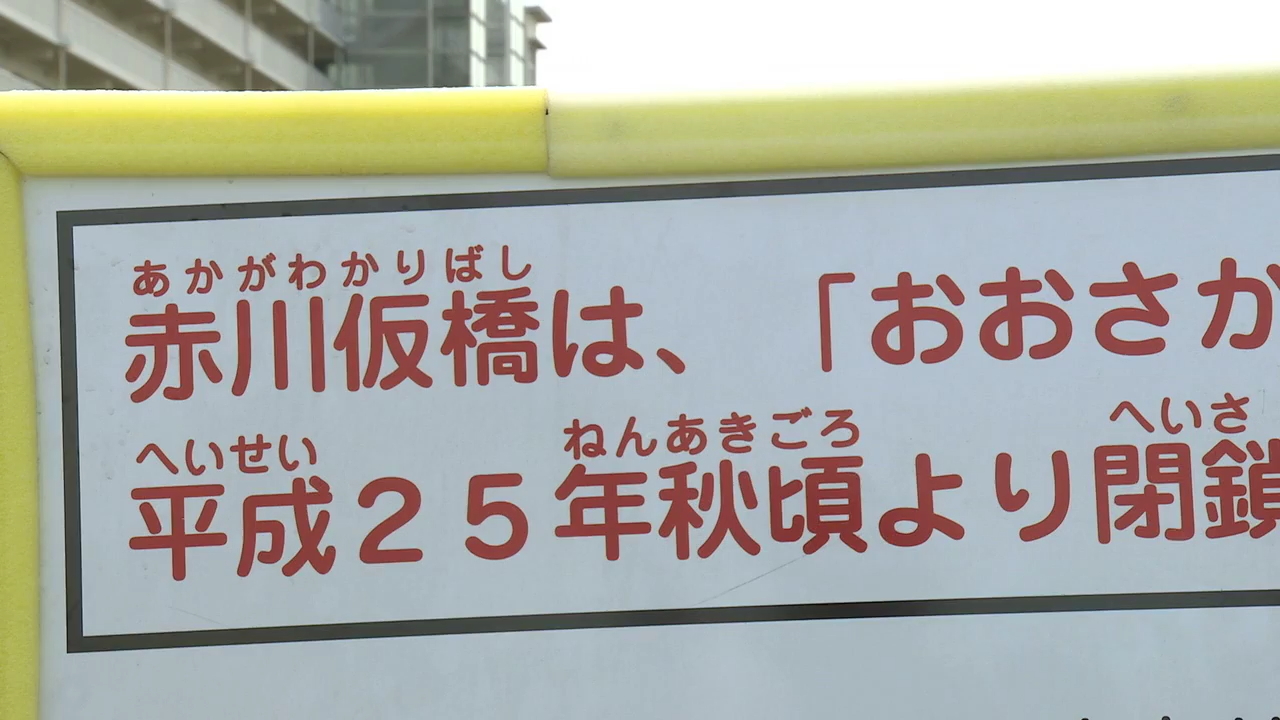 あかがわかりばし
赤川仮橋は、「おおさか
へいせい ねんあきごろ へいさ
平成25年秋頃より閉鎖